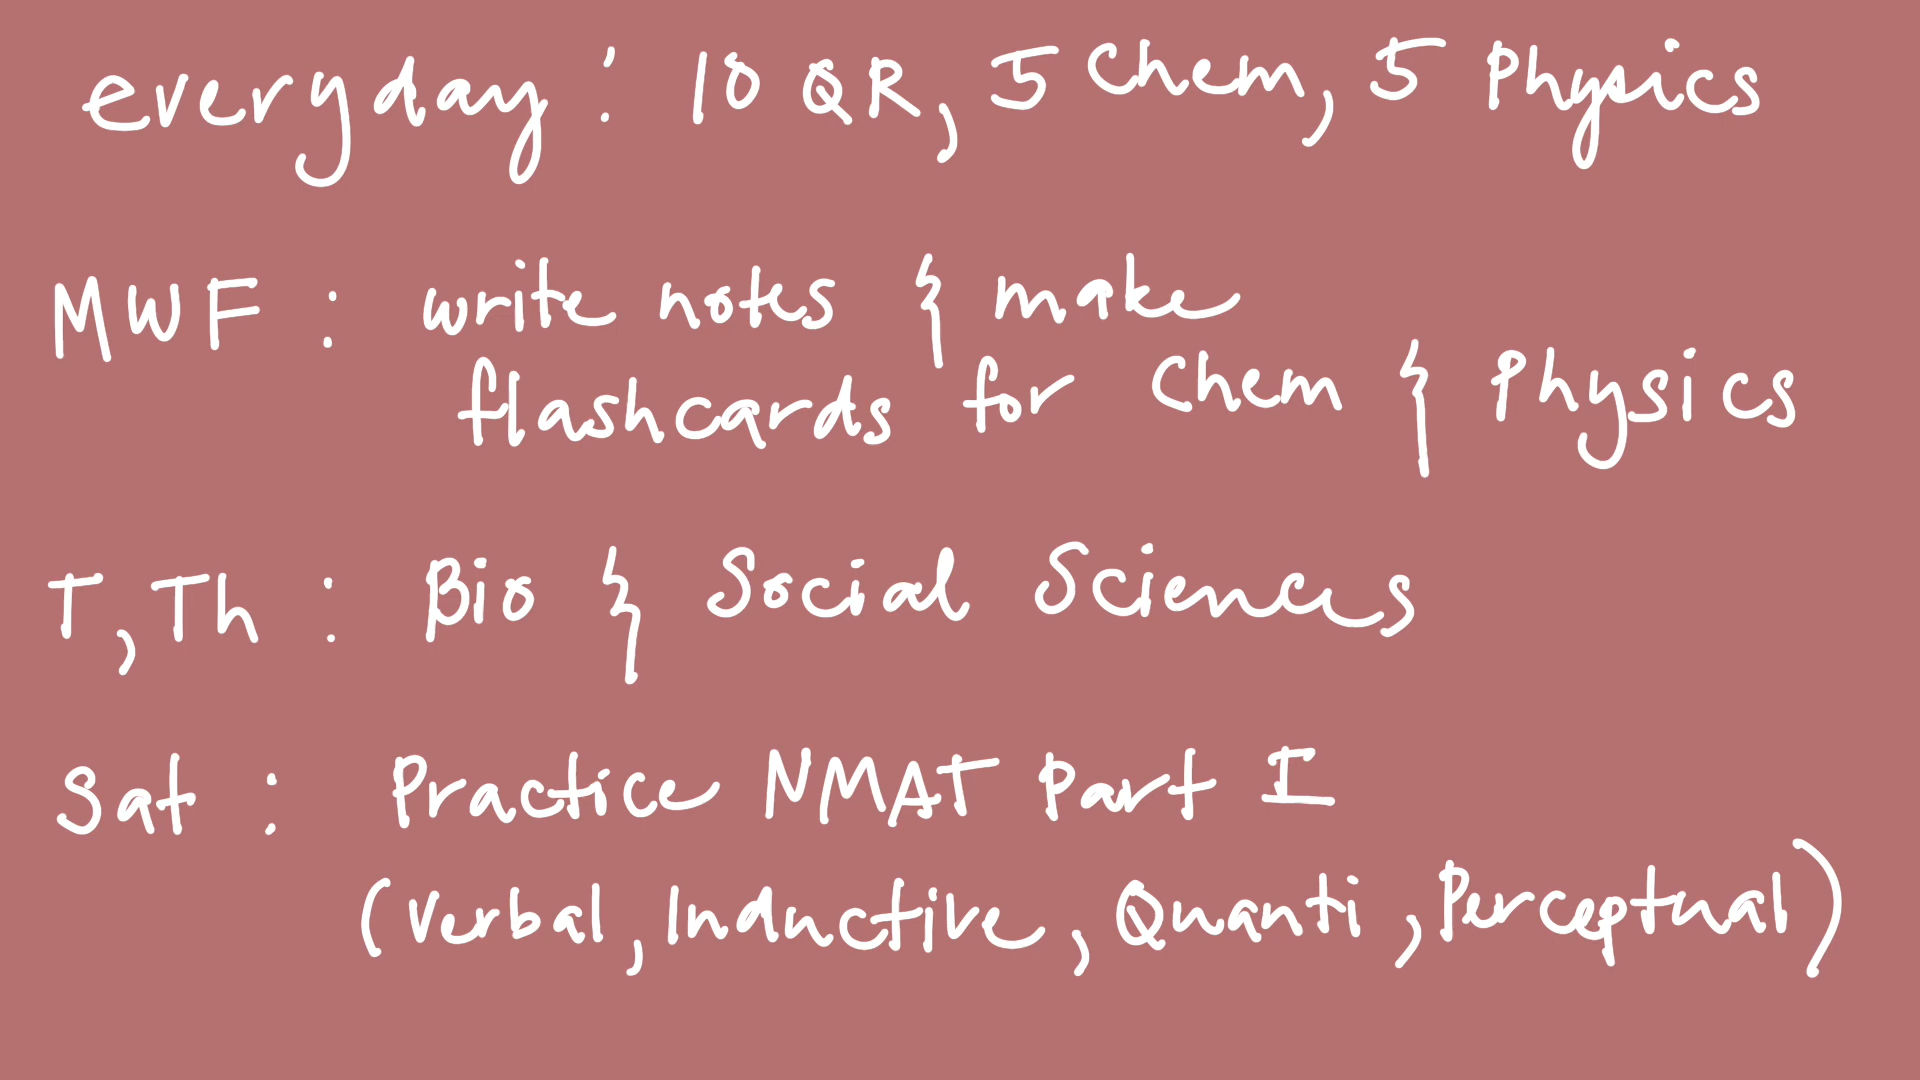 everyday : 10 QR, 5 Chem, 5 Physics
MWF : write notes & make
flashcards for Chem & Physics
T, Th : Bio & Social Sciences
Sat : Practice NMAT Part I
(Verbal, Inductive, Quanti, Perceptual)